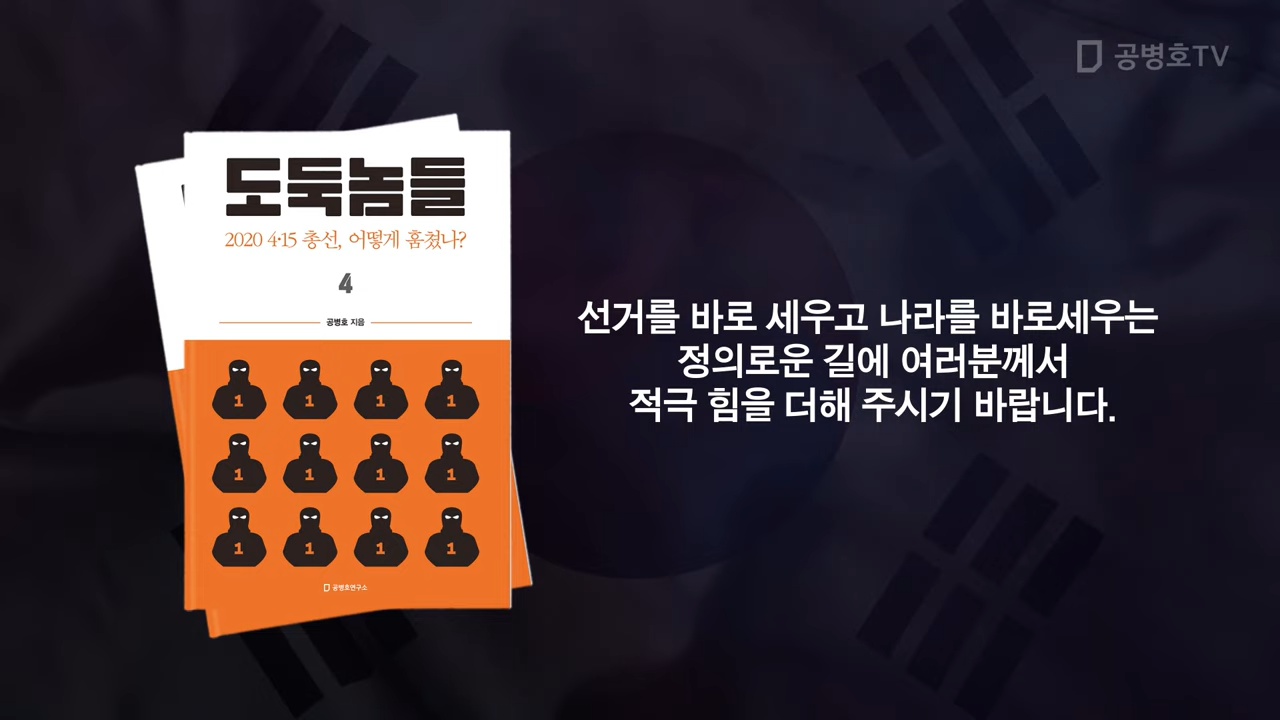 공병호TV
도둑놈들
2020 4·15 총선, 어떻게 훔쳤나?
4
공병호 지음
1 1 1 1
1 1 1 1
1 1 1 1
공병호연구소
선거를 바로 세우고 나라를 바로세우는
정의로운 길에 여러분께서
적극 힘을 더해 주시기 바랍니다.